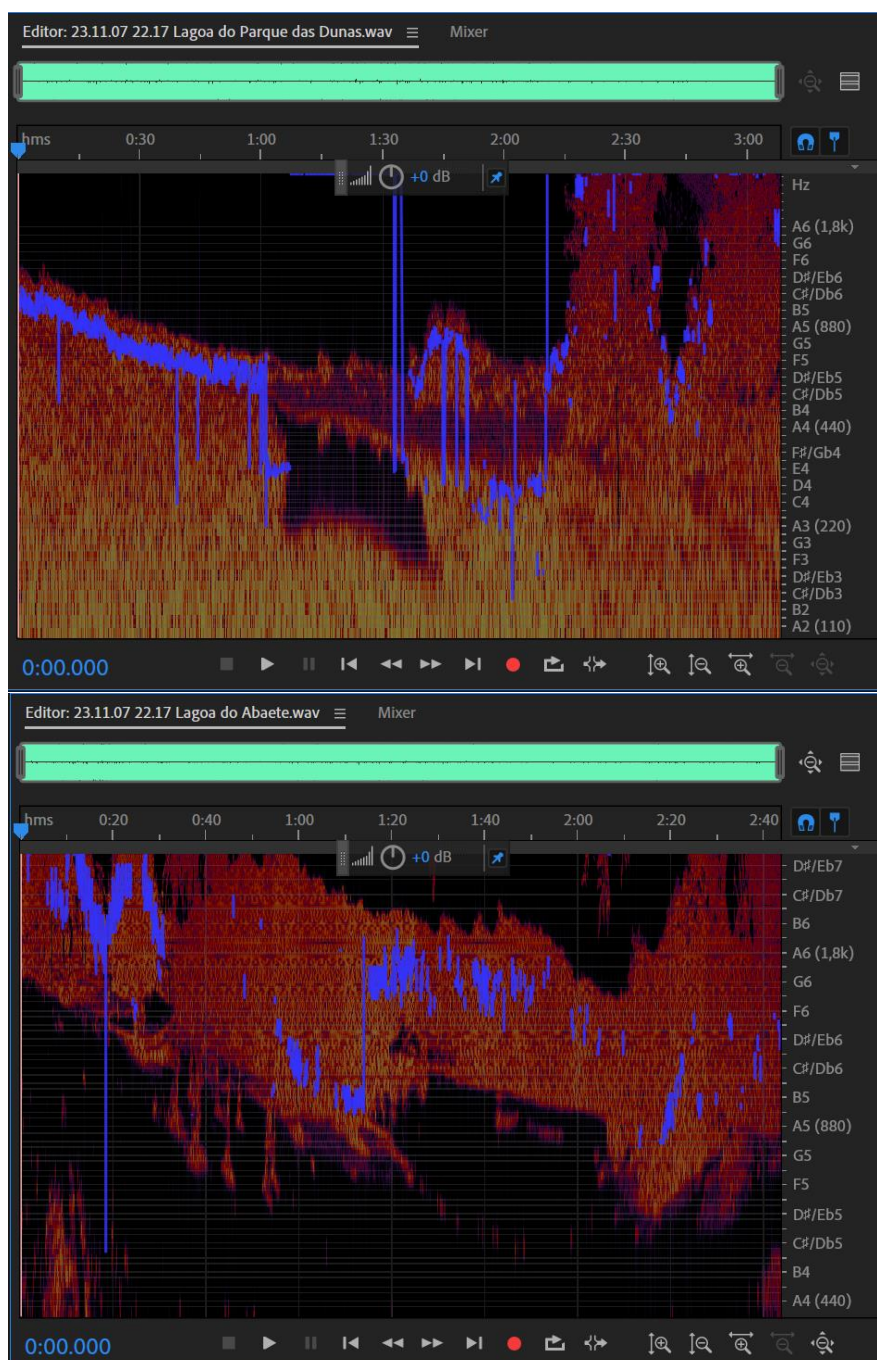 Editor: 23.11.07 22.17 Lagoa do Parque das Dunas.wav ☰ Mixer
hms 0:30 1:00 1:30 2:00 2:30 3:00
+0 dB
Hz
A6 (1,8k)
G6
F6
D♯/Eb6
C♯/Db6
B5
A5 (880)
G5
F5
D♯/Eb5
C♯/Db5
B4
A4 (440)
F♯/Gb4
E4
D4
C4
A3 (220)
G3
F3
D♯/Eb3
C♯/Db3
B2
A2 (110)
0:00.000
Editor: 23.11.07 22.17 Lagoa do Abaete.wav ☰ Mixer
hms 0:20 0:40 1:00 1:20 1:40 2:00 2:20 2:40
+0 dB
D♯/Eb7
C♯/Db7
B6
A6 (1,8k)
G6
F6
D♯/Eb6
C♯/Db6
B5
A5 (880)
G5
F5
D♯/Eb5
C♯/Db5
B4
A4 (440)
0:00.000